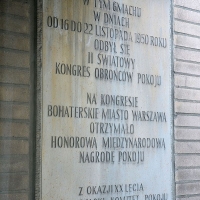 W TYM GMACHU
W DNIACH
OD 16 DO 22 LISTOPADA 1950 ROKU
ODBYŁ SIĘ
II ŚWIATOWY
KONGRES OBROŃCÓW POKOJU
NA KONGRESIE
BOHATERSKIE MIASTO WARSZAWA
OTRZYMAŁO
HONOROWĄ MIĘDZYNARODOWĄ
NAGRODĘ POKOJU
Z OKAZJI XX LECIA
KOMITET POKOJU